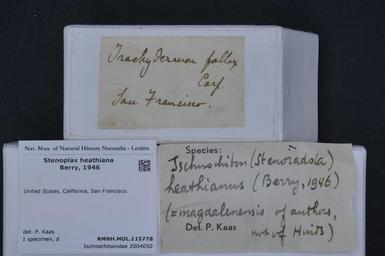 Trachydermon fallax
Carp.
San Francisco.
Nat. Mus. of Natural History Naturalis - Leiden
Stenoplax heathiana
Berry, 1946
United States, California, San Francisco.
det. P. Kaas
1 specimen, d
RMNH.MOL.115778
Ischnochitonidae 2004050
Species:
Ischnochiton (Stenoradsia)
heathianus (Berry, 1946)
(= magdalenensis of authors,
Det. P. Kaas not of Hinds)